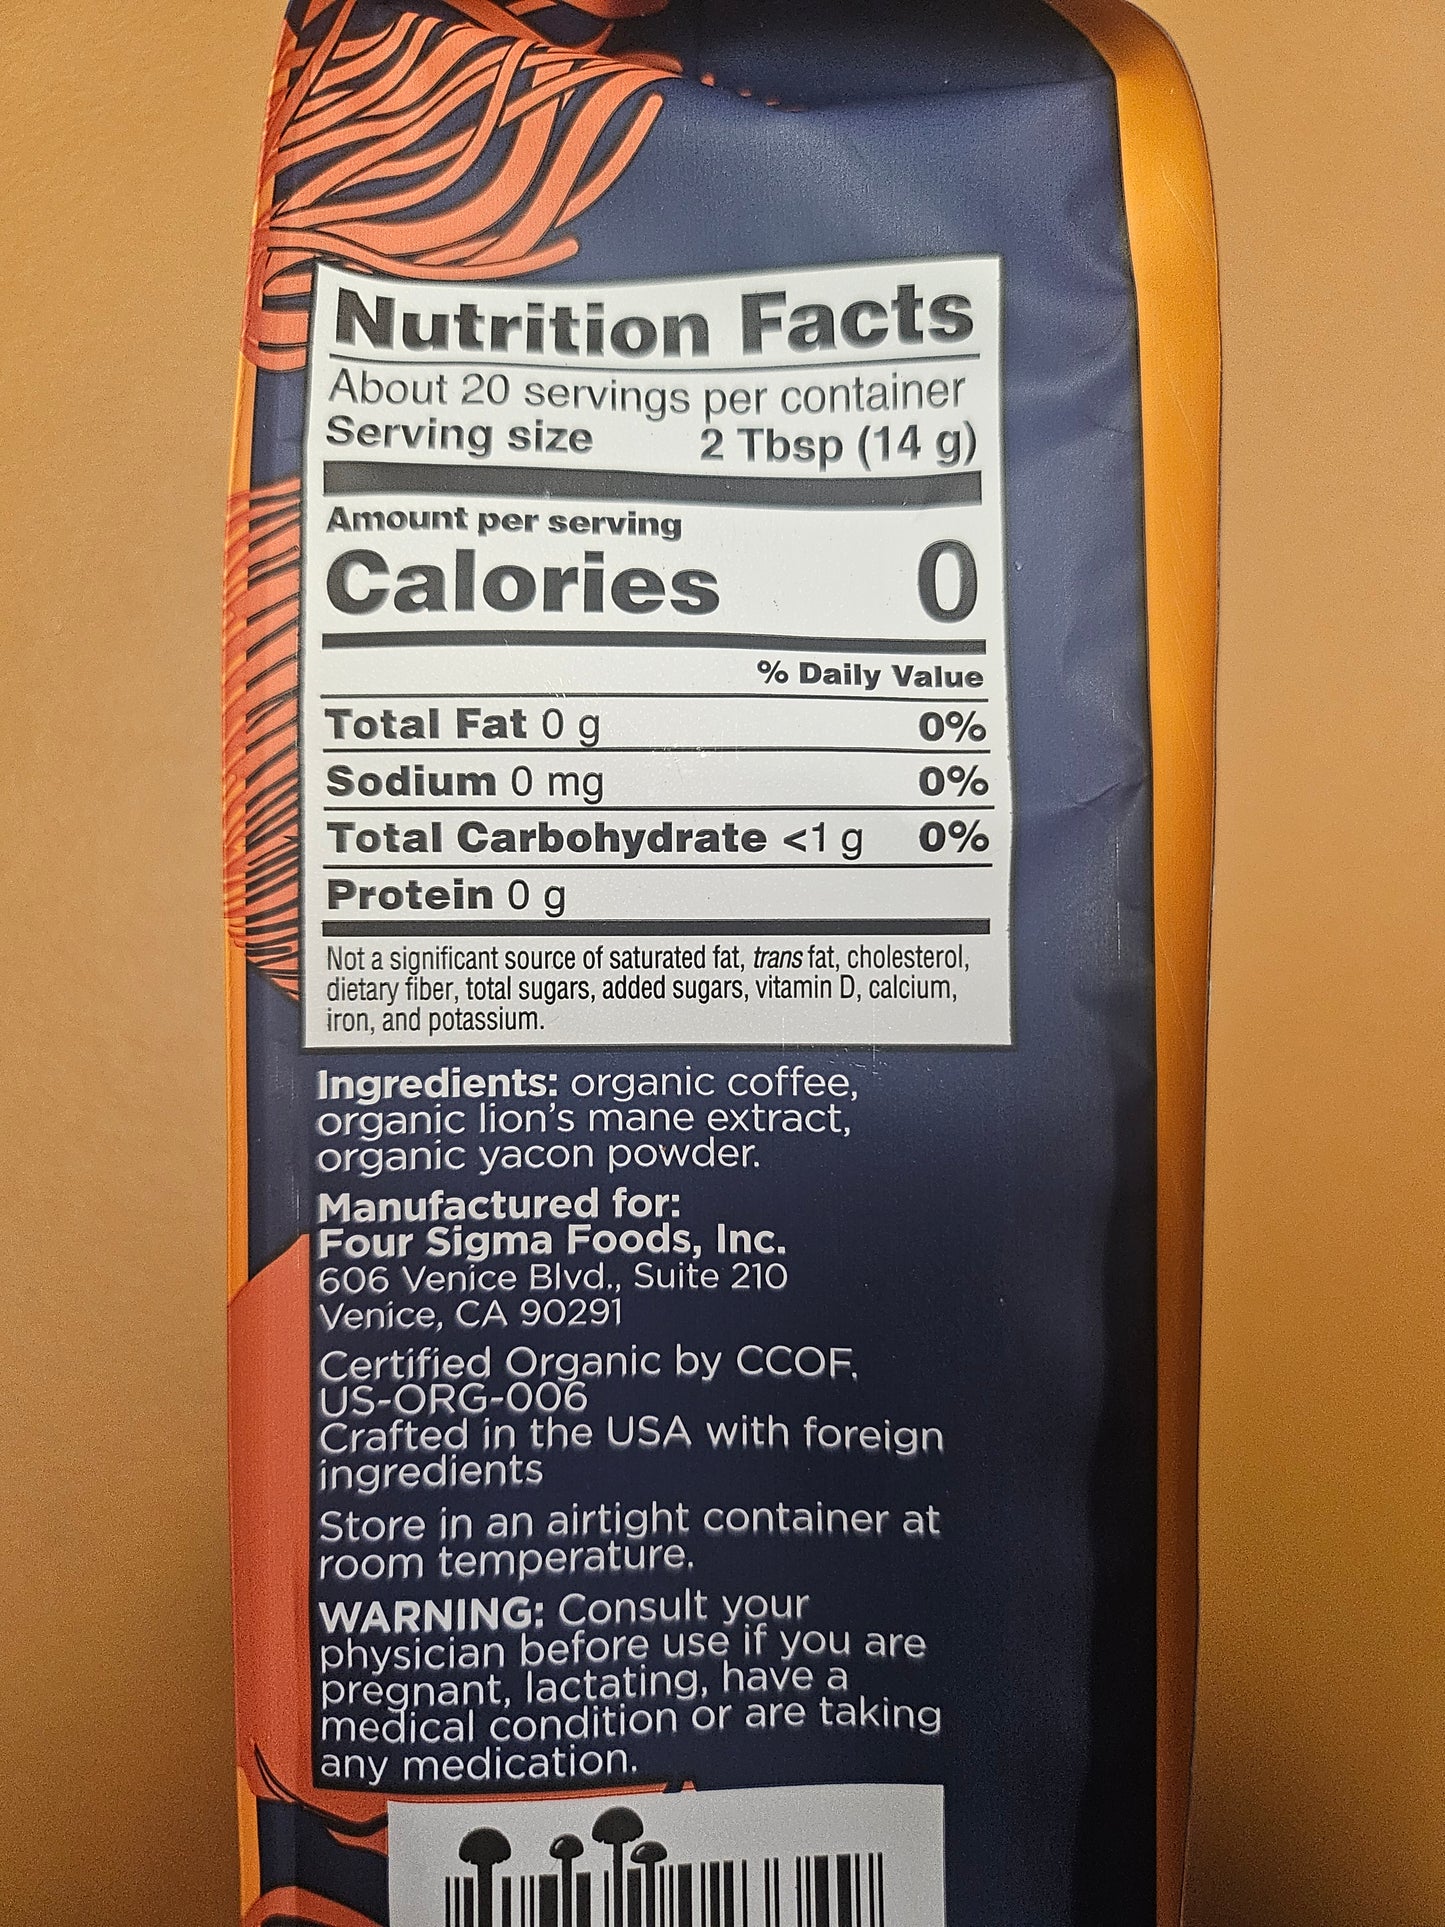 Nutrition Facts
About 20 servings per container
Serving size 2 Tbsp (14 g)
Amount per serving
Calories 0
% Daily Value
Total Fat 0 g 0%
Sodium 0 mg 0%
Total Carbohydrate <1 g 0%
Protein 0 g
Not a significant source of saturated fat, trans fat, cholesterol,
dietary fiber, total sugars, added sugars, vitamin D, calcium,
iron, and potassium.
Ingredients: organic coffee,
organic lion's mane extract,
organic yacon powder.
Manufactured for:
Four Sigma Foods, Inc.
606 Venice Blvd., Suite 210
Venice, CA 90291
Certified Organic by CCOF.
US-ORG-006
Crafted in the USA with foreign
ingredients
Store in an airtight container at
room temperature.
WARNING: Consult your
physician before use if you are
pregnant, lactating, have a
medical condition or are taking
any medication.